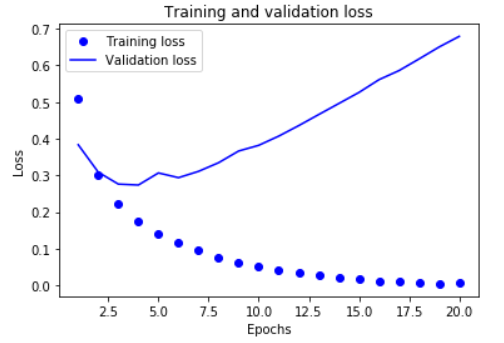 Training and validation loss
Training loss
Validation loss
0.7
0.6
0.5
0.4
0.3
0.2
0.1
0.0
Loss
2.5 5.0 7.5 10.0 12.5 15.0 17.5 20.0
Epochs